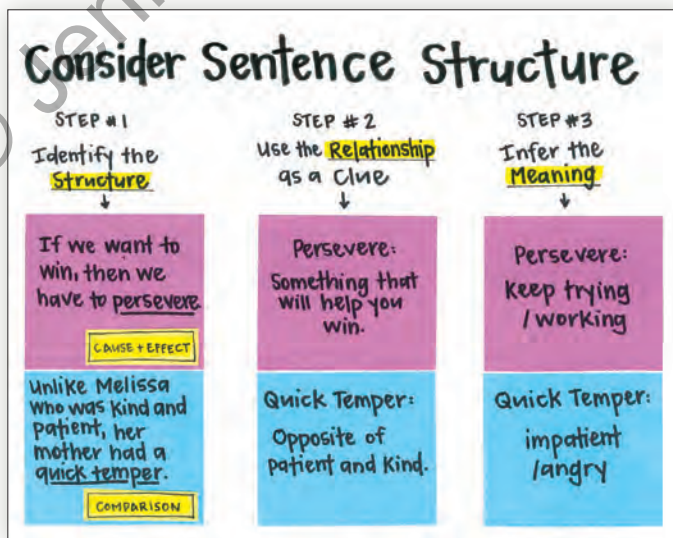 © Jen
Consider Sentence Structure
STEP #1
Identify the
Structure
If we want to
win, then we
have to persevere
CAUSE + EFFECT
Unlike Melissa
who was kind and
patient, her
mother had a
quick temper.
COMPARISON
STEP # 2
Use the Relationship
as a Clue
Persevere:
Something that
will help you
win.
Quick Temper:
Opposite of
Patient and Kind.
STEP #3
Infer the
Meaning
Persevere:
Keep trying
/working
Quick Temper:
impatient
/angry